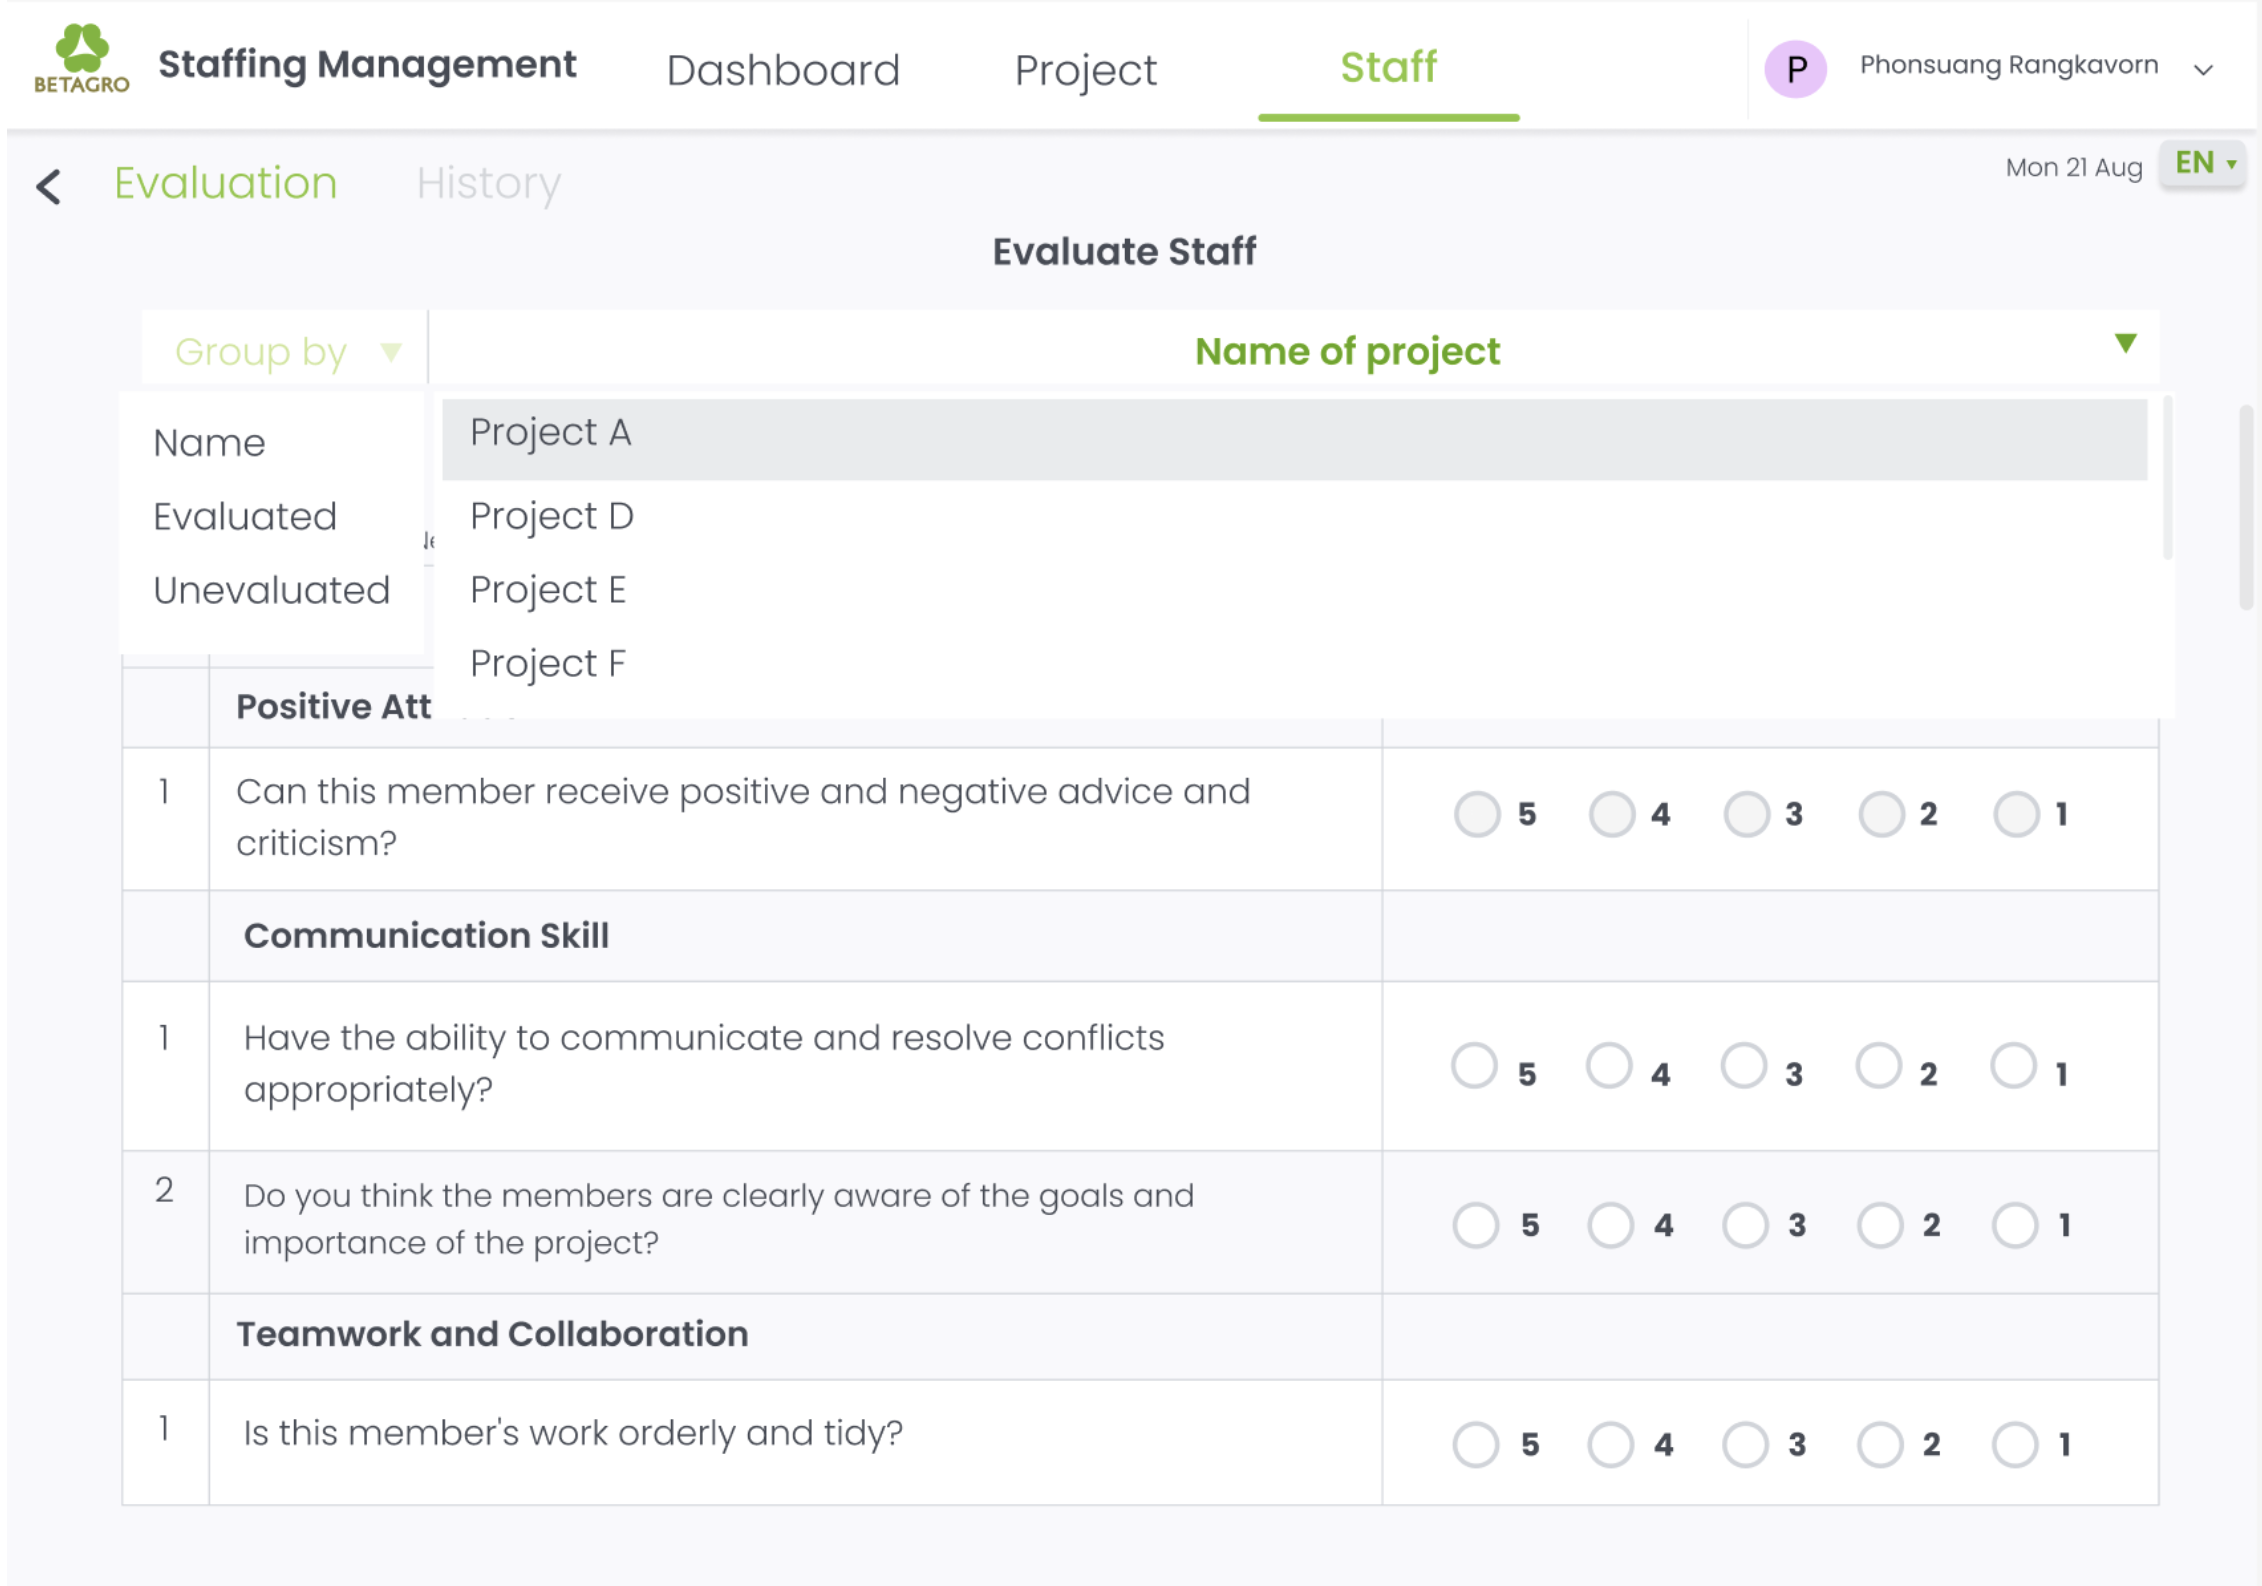 BETAGRO
Staffing Management
Dashboard
Project
Staff
P
Phonsuang Rangkavorn
Evaluation
History
Mon 21 Aug
EN
Evaluate Staff
Group by
Name of project
Name
Evaluated
Unevaluated
Project A
Project D
Project E
Project F
Positive Att
1 Can this member receive positive and negative advice and
criticism?
5 4 3 2 1
Communication Skill
1 Have the ability to communicate and resolve conflicts
appropriately?
5 4 3 2 1
2 Do you think the members are clearly aware of the goals and
importance of the project?
5 4 3 2 1
Teamwork and Collaboration
1 Is this member's work orderly and tidy?
5 4 3 2 1